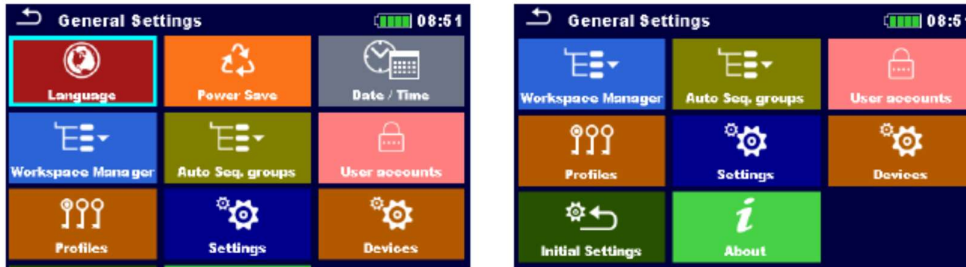 General Settings 08:51
Language Power Save Date / Time
Workspace Manager Auto Seq. groups User accounts
Profiles Settings Devices
General Settings 08:51
Workspace Manager Auto Seq. groups User accounts
Profiles Settings Devices
Initial Settings About